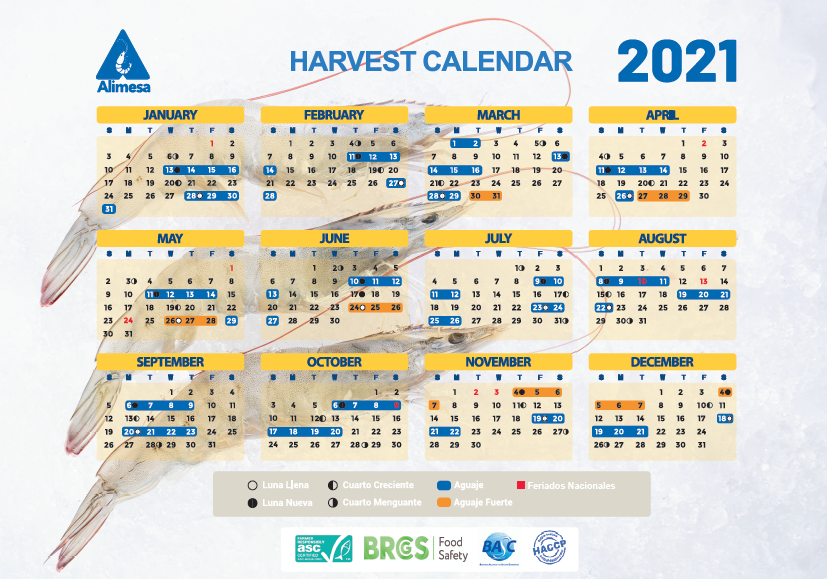 Alimesa
HARVEST CALENDAR 2021
JANUARY
S M T W T F S
1 2
3 4 5 6 7 8 9
10 11 12 13 14 15 16
17 18 19 20 21 22 23
24 25 26 27 28 29 30
31
FEBRUARY
S M T W T F S
1 2 3 4 5 6
7 8 9 10 11 12 13
14 15 16 17 18 19 20
21 22 23 24 25 26 27
28
MARCH
S M T W T F S
1 2 3 4 5 6
7 8 9 10 11 12 13
14 15 16 17 18 19 20
21 22 23 24 25 26 27
28 29 30 31
APRIL
S M T W T F S
1 2 3
4 5 6 7 8 9 10
11 12 13 14 15 16 17
18 19 20 21 22 23 24
25 26 27 28 29 30
MAY
S M T W T F S
1
2 3 4 5 6 7 8
9 10 11 12 13 14 15
16 17 18 19 20 21 22
23 24 25 26 27 28 29
30 31
JUNE
S M T W T F S
1 2 3 4 5
6 7 8 9 10 11 12
13 14 15 16 17 18 19
20 21 22 23 24 25 26
27 28 29 30
JULY
S M T W T F S
1 2 3
4 5 6 7 8 9 10
11 12 13 14 15 16 17
18 19 20 21 22 23 24
25 26 27 28 29 30 31
AUGUST
S M T W T F S
1 2 3 4 5 6 7
8 9 10 11 12 13 14
15 16 17 18 19 20 21
22 23 24 25 26 27 28
29 30 31
SEPTEMBER
S M T W T F S
1 2 3 4
5 6 7 8 9 10 11
12 13 14 15 16 17 18
19 20 21 22 23 24 25
26 27 28 29 30 31
OCTOBER
S M T W T F S
1 2
3 4 5 6 7 8 9
10 11 12 13 14 15 16
17 18 19 20 21 22 23
24 25 26 27 28 29 30
NOVEMBER
S M T W T F S
1 2 3 4 5 6
7 8 9 10 11 12 13
14 15 16 17 18 19 20
21 22 23 24 25 26 27
28 29 30
DECEMBER
S M T W T F S
1 2 3 4
5 6 7 8 9 10 11
12 13 14 15 16 17 18
19 20 21 22 23 24 25
26 27 28 29 30 31
Luna Llena Cuarto Creciente Aguaje Feriados Nacionales
Luna Nueva Cuarto Menguante Aguaje Fuerte
FARMED RESPONSIBLY
asc
CERTIFIED
BRCGS Food Safety
BASC
HACCP